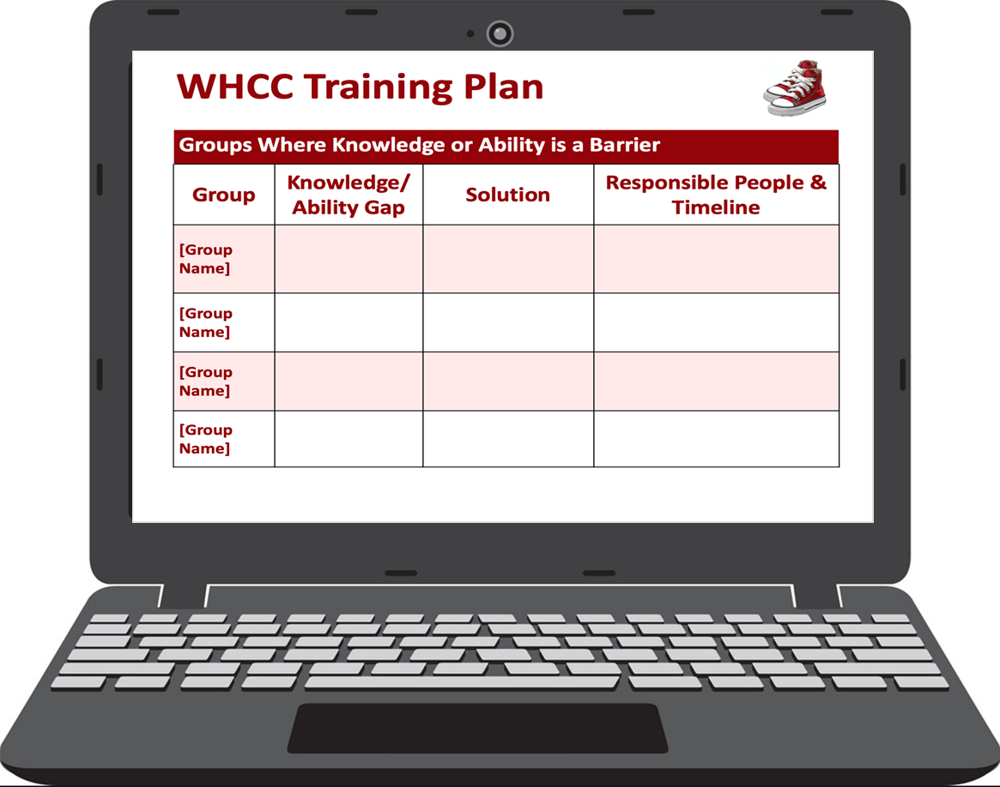 WHCC Training Plan
Groups Where Knowledge or Ability is a Barrier
Group
Knowledge/
Ability Gap
Solution
Responsible People &
Timeline
[Group
Name]
[Group
Name]
[Group
Name]
[Group
Name]